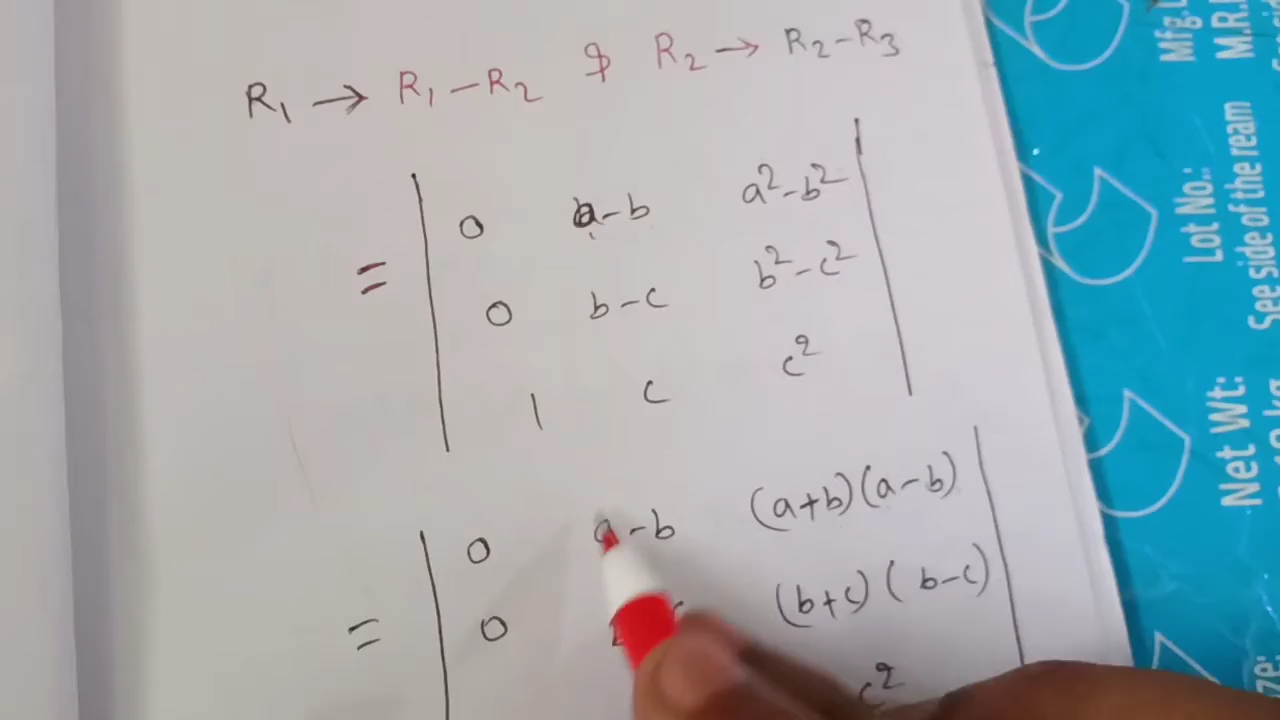 R₁ → R₁ – R₂ & R₂ → R₂ – R₃
= | 0 a–b a²–b² |
| 0 b–c b²–c² |
| 1 c c² |
= | 0 a–b (a+b)(a–b) |
| 0 (b+c)(b–c) |
c²
Mfg.
M.R.
Lot No.:
See side of the ream
Net Wt: